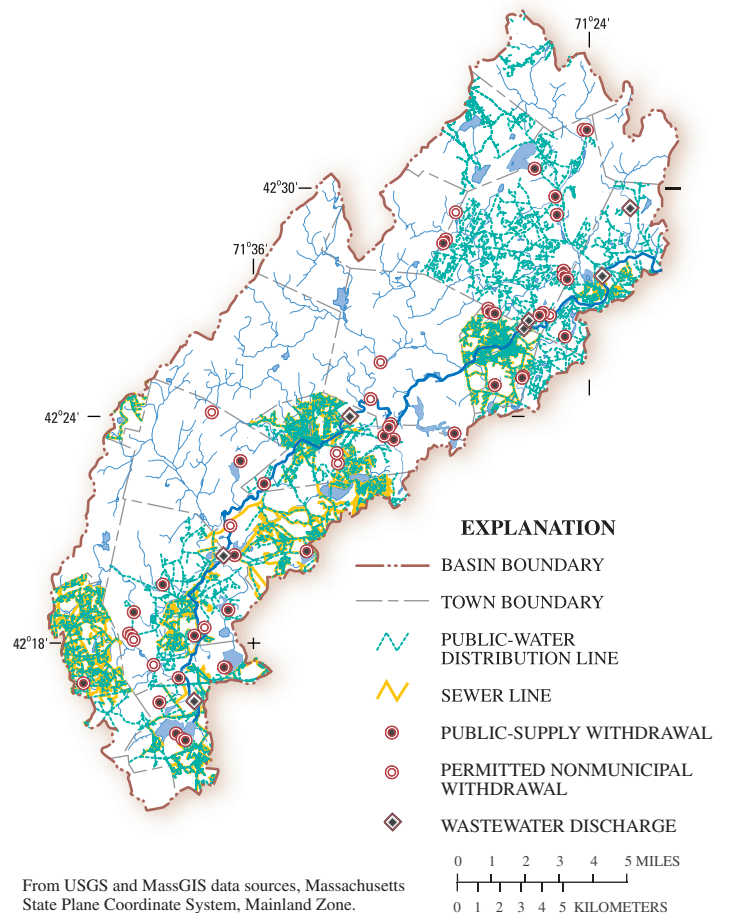 71°24'
42°30'
71°36'
42°24'
42°18'
EXPLANATION
BASIN BOUNDARY
TOWN BOUNDARY
PUBLIC-WATER
DISTRIBUTION LINE
SEWER LINE
PUBLIC-SUPPLY WITHDRAWAL
PERMITTED NONMUNICIPAL
WITHDRAWAL
WASTEWATER DISCHARGE
0 1 2 3 4 5 MILES
0 1 2 3 4 5 KILOMETERS
From USGS and MassGIS data sources, Massachusetts
State Plane Coordinate System, Mainland Zone.